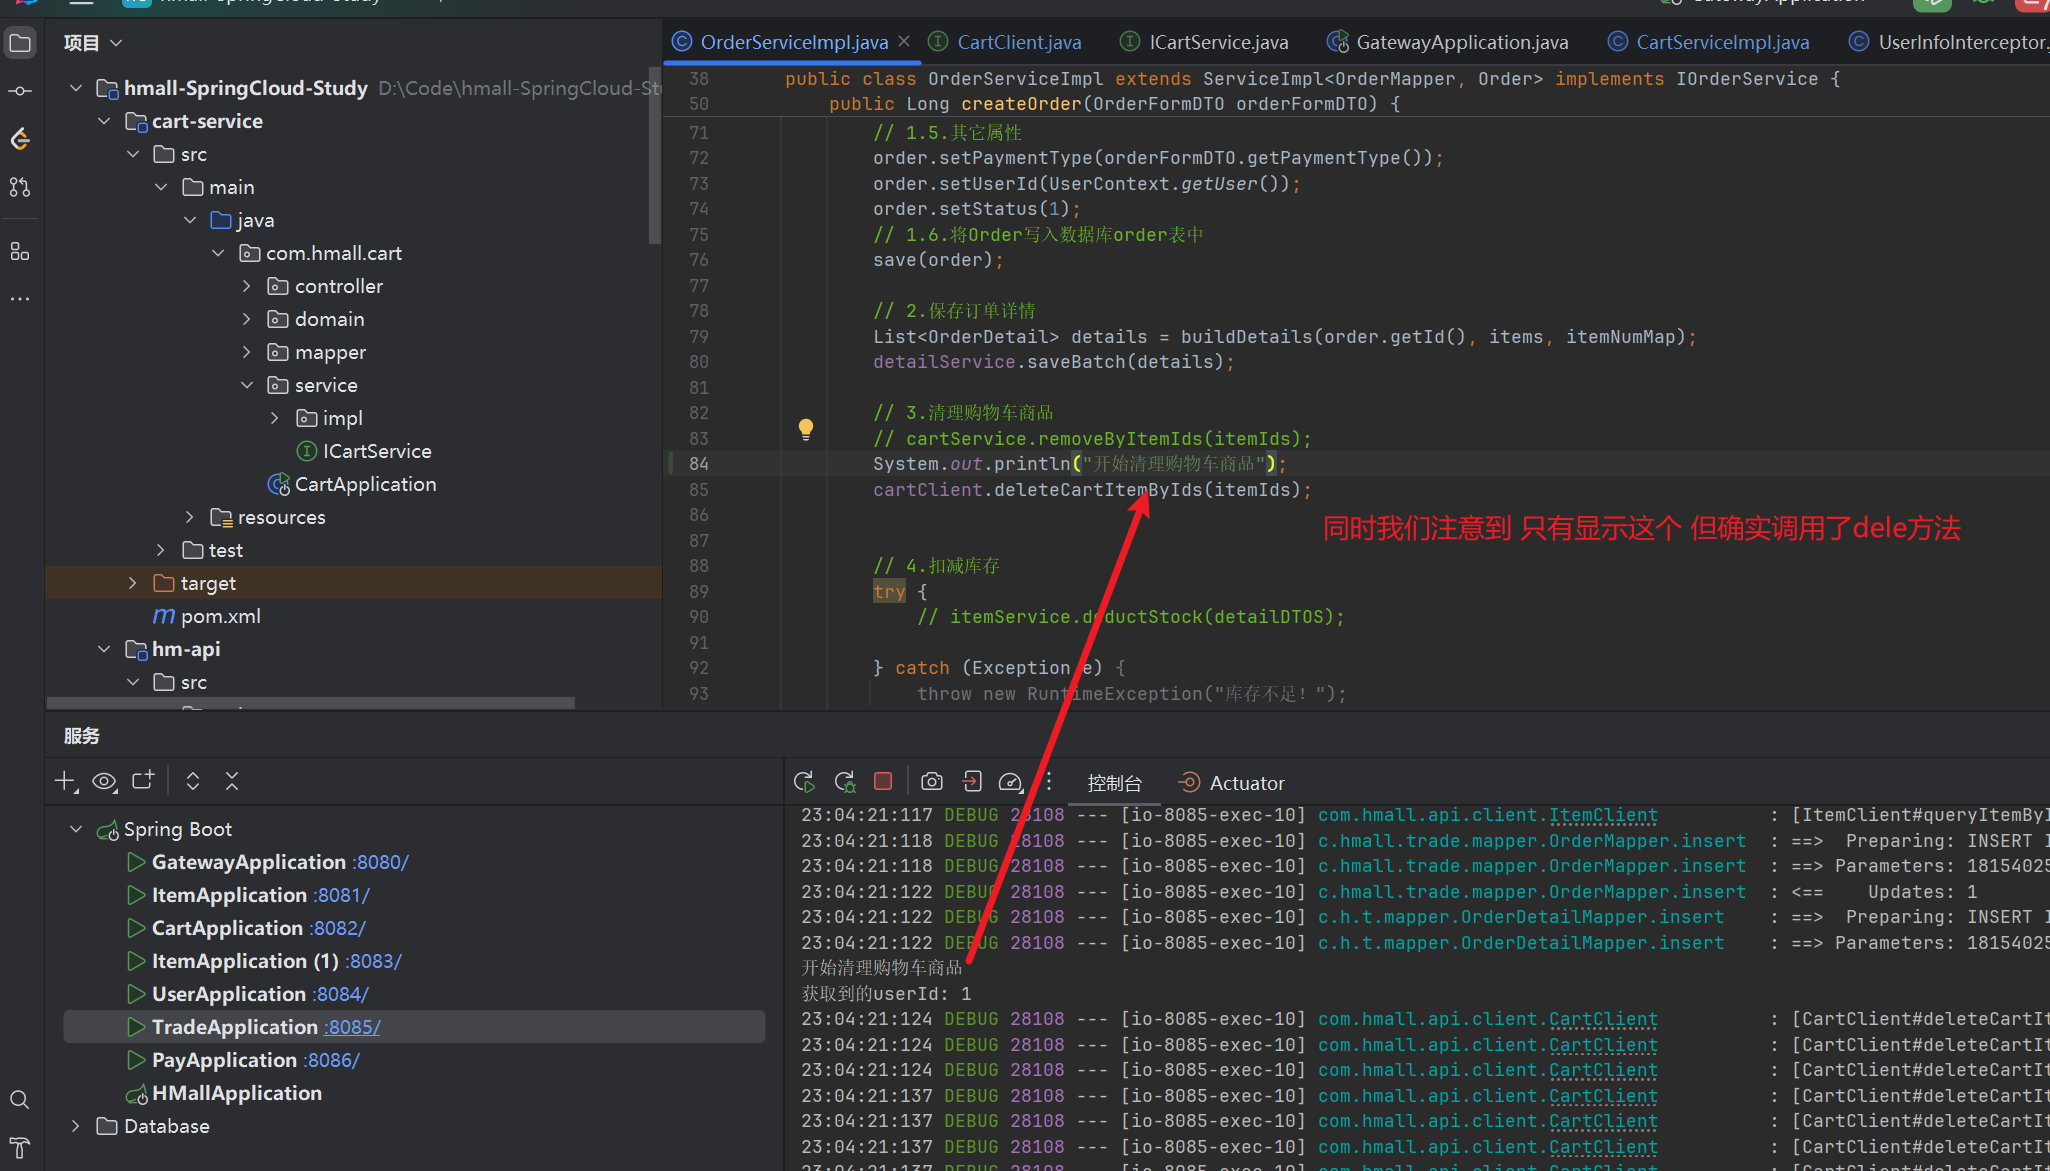 项目
hmall-SpringCloud-Study D:\Code\hmall-SpringCloud-St
cart-service
src
main
java
com.hmall.cart
controller
domain
mapper
service
impl
ICartService
CartApplication
resources
test
target
pom.xml
hm-api
src
OrderServiceImpl.java CartClient.java ICartService.java GatewayApplication.java CartServiceImpl.java UserInfoInterceptor.
38 public class OrderServiceImpl extends ServiceImpl<OrderMapper, Order> implements IOrderService {
50 public Long createOrder(OrderFormDTO orderFormDTO) {
71 // 1.5.其它属性
72 order.setPaymentType(orderFormDTO.getPaymentType());
73 order.setUserId(UserContext.getUser());
74 order.setStatus(1);
75 // 1.6.将Order写入数据库order表中
76 save(order);
77
78 // 2.保存订单详情
79 List<OrderDetail> details = buildDetails(order.getId(), items, itemNumMap);
80 detailService.saveBatch(details);
81
82 // 3.清理购物车商品
83 // cartService.removeByItemIds(itemIds);
84 System.out.println("开始清理购物车商品");
85 cartClient.deleteCartItemByIds(itemIds);
86
同时我们注意到 只有显示这个 但确实调用了dele方法
87
88 // 4.扣减库存
89 try {
90 // itemService.deductStock(detailDTOS);
91
92 } catch (Exception e) {
93 throw new RuntimeException("库存不足！");
服务
Spring Boot
GatewayApplication :8080/
ItemApplication :8081/
CartApplication :8082/
ItemApplication (1) :8083/
UserApplication :8084/
TradeApplication :8085/
PayApplication :8086/
HMallApplication
Database
控制台 Actuator
23:04:21:117 DEBUG 28108 --- [io-8085-exec-10] com.hmall.api.client.ItemClient : [ItemClient#queryItemByI
23:04:21:118 DEBUG 28108 --- [io-8085-exec-10] c.hmall.trade.mapper.OrderMapper.insert : ==> Preparing: INSERT I
23:04:21:118 DEBUG 28108 --- [io-8085-exec-10] c.hmall.trade.mapper.OrderMapper.insert : ==> Parameters: 18154025
23:04:21:122 DEBUG 28108 --- [io-8085-exec-10] c.hmall.trade.mapper.OrderMapper.insert : <== Updates: 1
23:04:21:122 DEBUG 28108 --- [io-8085-exec-10] c.h.t.mapper.OrderDetailMapper.insert : ==> Preparing: INSERT I
23:04:21:122 DEBUG 28108 --- [io-8085-exec-10] c.h.t.mapper.OrderDetailMapper.insert : ==> Parameters: 18154025
开始清理购物车商品
获取到的userId: 1
23:04:21:124 DEBUG 28108 --- [io-8085-exec-10] com.hmall.api.client.CartClient : [CartClient#deleteCartIt
23:04:21:124 DEBUG 28108 --- [io-8085-exec-10] com.hmall.api.client.CartClient : [CartClient#deleteCartIt
23:04:21:124 DEBUG 28108 --- [io-8085-exec-10] com.hmall.api.client.CartClient : [CartClient#deleteCartIt
23:04:21:137 DEBUG 28108 --- [io-8085-exec-10] com.hmall.api.client.CartClient : [CartClient#deleteCartIt
23:04:21:137 DEBUG 28108 --- [io-8085-exec-10] com.hmall.api.client.CartClient : [CartClient#deleteCartIt
23:04:21:137 DEBUG 28108 --- [io-8085-exec-10] com.hmall.api.client.CartClient : [CartClient#deleteCartIt